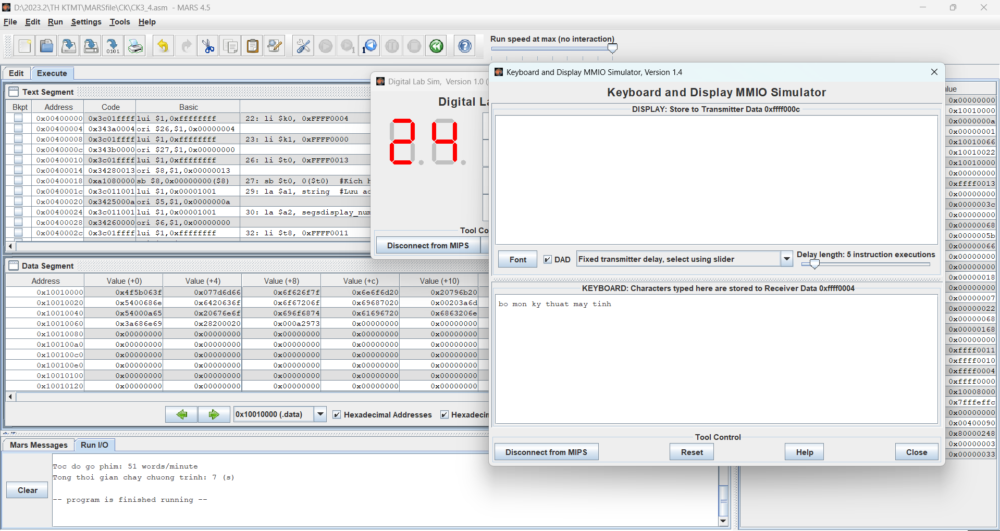 D:\2023.2\TH KTMT\MARSfile\CK\CK3_4.asm - MARS 4.5
File Edit Run Settings Tools Help
Run speed at max (no interaction)
Edit Execute
Text Segment
Bkpt Address Code Basic
0x00400000 0x3c01ffff lui $1,0xffffffff 22: li $k0, 0xFFFF0004
0x00400004 0x343a0004 ori $26,$1,0x00000004
0x00400008 0x3c01ffff lui $1,0xffffffff 23: li $k1, 0xFFFF0000
0x0040000c 0x343b0000 ori $27,$1,0x00000000
0x00400010 0x3c01ffff lui $1,0xffffffff 26: li $t0, 0xFFFF0013
0x00400014 0x34280013 ori $8,$1,0x00000013
0x00400018 0xa1080000 sb $8,0x00000000($8) 27: sb $t0, 0($t0) #Kích h
0x0040001c 0x3c011001 lui $1,0x00001001 29: la $a1, string #Luu ad
0x00400020 0x3425000a ori $5,$1,0x0000000a
0x00400024 0x3c011001 lui $1,0x00001001 30: la $a2, segsdisplay_num
0x00400028 0x34260000 ori $6,$1,0x00000000
0x0040002c 0x3c01ffff lui $1,0xffffffff 32: li $t8, 0xFFFF0011
Data Segment
Address Value (+0) Value (+4) Value (+8) Value (+c) Value (+10)
0x10010000 0x4f5b063f 0x077d6d66 0x6f626f7f 0x6e6f6d20 0x20796b20
0x10010020 0x5400686e 0x6420636f 0x6f67206f 0x69687020 0x00203a6d
0x10010040 0x54000a65 0x20676e6f 0x696f6874 0x61696720 0x6863206e
0x10010060 0x3a686e69 0x28200020 0x000a2973 0x00000000 0x00000000
0x10010080 0x00000000 0x00000000 0x00000000 0x00000000 0x00000000
0x100100a0 0x00000000 0x00000000 0x00000000 0x00000000 0x00000000
0x100100c0 0x00000000 0x00000000 0x00000000 0x00000000 0x00000000
0x100100e0 0x00000000 0x00000000 0x00000000 0x00000000 0x00000000
0x10010100 0x00000000 0x00000000 0x00000000 0x00000000 0x00000000
0x10010120 0x00000000 0x00000000 0x00000000 0x00000000 0x00000000
0x10010000 (.data) Hexadecimal Addresses Hexadecin
Mars Messages Run I/O
Toc do go phim: 51 words/minute
Tong thoi gian chay chuong trinh: 7 (s)
-- program is finished running --
Clear
Digital Lab Sim, Version 1.0 (
Digital La
24
Tool Co
Disconnect from MIPS
Keyboard and Display MMIO Simulator, Version 1.4
Keyboard and Display MMIO Simulator
DISPLAY: Store to Transmitter Data 0xffff000c
Font DAD Fixed transmitter delay, select using slider Delay length: 5 instruction executions
KEYBOARD: Characters typed here are stored to Receiver Data 0xffff0004
bo mon ky thuat may tinh
Tool Control
Disconnect from MIPS Reset Help Close
alue
0x00000000
0x10010000
0x0000000a
0x00000001
0x10010066
0x10010022
0x10010000
0x00000000
0xffff0013
0x00000000
0x0000003c
0x00000000
0x00000068
0x0000005b
0x00000066
0x00000000
0x00000000
0x00000018
0x00000000
0x00000007
0x00000022
0x00000068
0x00000168
0x00000000
0xffff0011
0xffff0010
0xffff0004
0xffff0000
0x10008000
0x7fffeffc
0x00000000
0x00400090
0x80000248
0x00000003
0x00000033